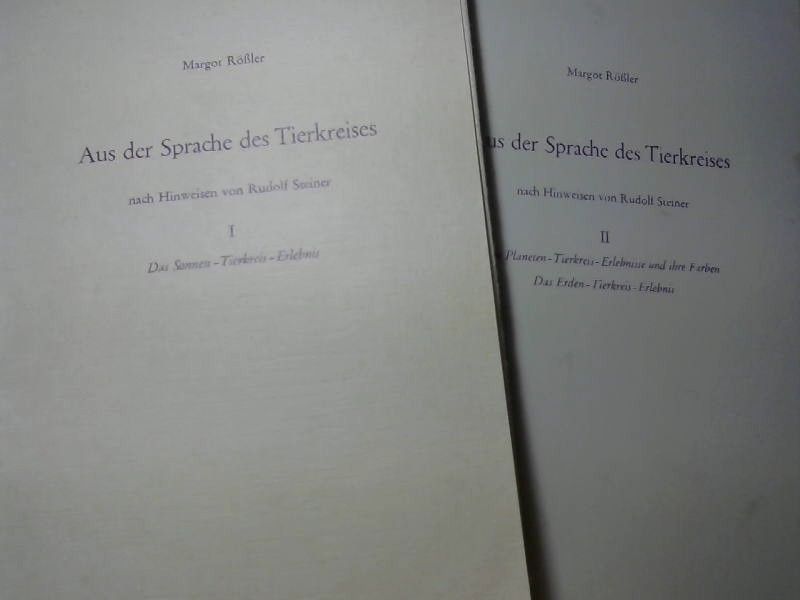 Margot Rößler
Aus der Sprache des Tierkreises
nach Hinweisen von Rudolf Steiner
I
Das Sonnen-Tierkreis-Erlebnis
Margot Rößler
us der Sprache des Tierkreises
nach Hinweisen von Rudolf Steiner
II
Planeten-Tierkreis-Erlebnisse und ihre Farben
Das Erden-Tierkreis-Erlebnis